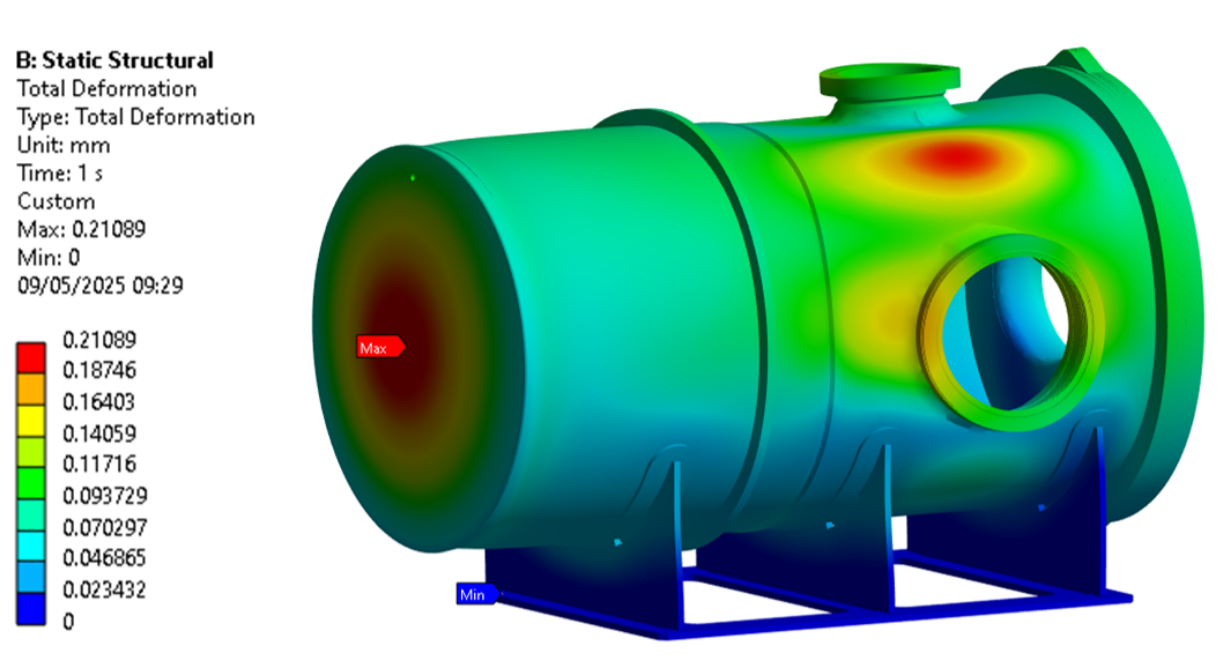 B: Static Structural
Total Deformation
Type: Total Deformation
Unit: mm
Time: 1 s
Custom
Max: 0.21089
Min: 0
09/05/2025 09:29
0.21089
0.18746
0.16403
0.14059
0.11716
0.093729
0.070297
0.046865
0.023432
0
Max
Min